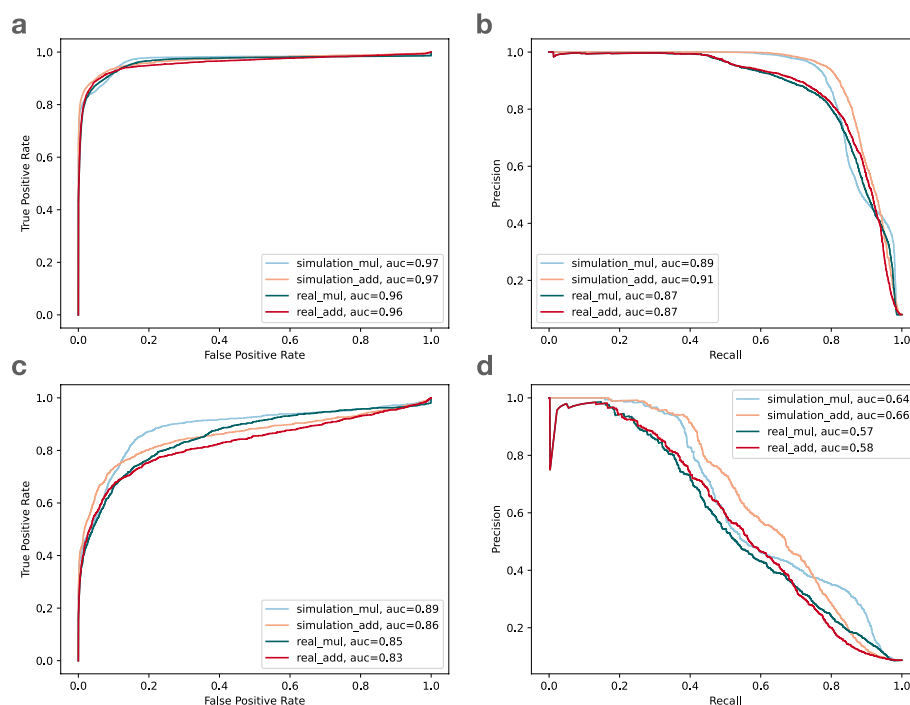 a
1.0
0.8
0.6
0.4
0.2
0.0
True Positive Rate
simulation_mul, auc=0.97
simulation_add, auc=0.97
real_mul, auc=0.96
real_add, auc=0.96
0.0 0.2 0.4 0.6 0.8 1.0
False Positive Rate
b
1.0
0.8
0.6
0.4
0.2
Precision
simulation_mul, auc=0.89
simulation_add, auc=0.91
real_mul, auc=0.87
real_add, auc=0.87
0.0 0.2 0.4 0.6 0.8 1.0
Recall
c
1.0
0.8
0.6
0.4
0.2
0.0
True Positive Rate
simulation_mul, auc=0.89
simulation_add, auc=0.86
real_mul, auc=0.85
real_add, auc=0.83
0.0 0.2 0.4 0.6 0.8 1.0
False Positive Rate
d
1.0
0.8
0.6
0.4
0.2
Precision
simulation_mul, auc=0.64
simulation_add, auc=0.66
real_mul, auc=0.57
real_add, auc=0.58
0.0 0.2 0.4 0.6 0.8 1.0
Recall